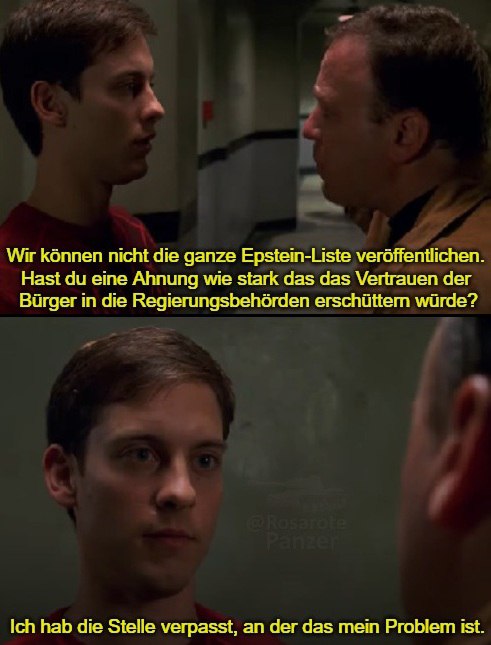 Wir können nicht die ganze Epstein-Liste veröffentlichen.
Hast du eine Ahnung wie stark das das Vertrauen der
Bürger in die Regierungsbehörden erschüttern würde?
@Rosarote
Panzer
Ich hab die Stelle verpasst, an der das mein Problem ist.